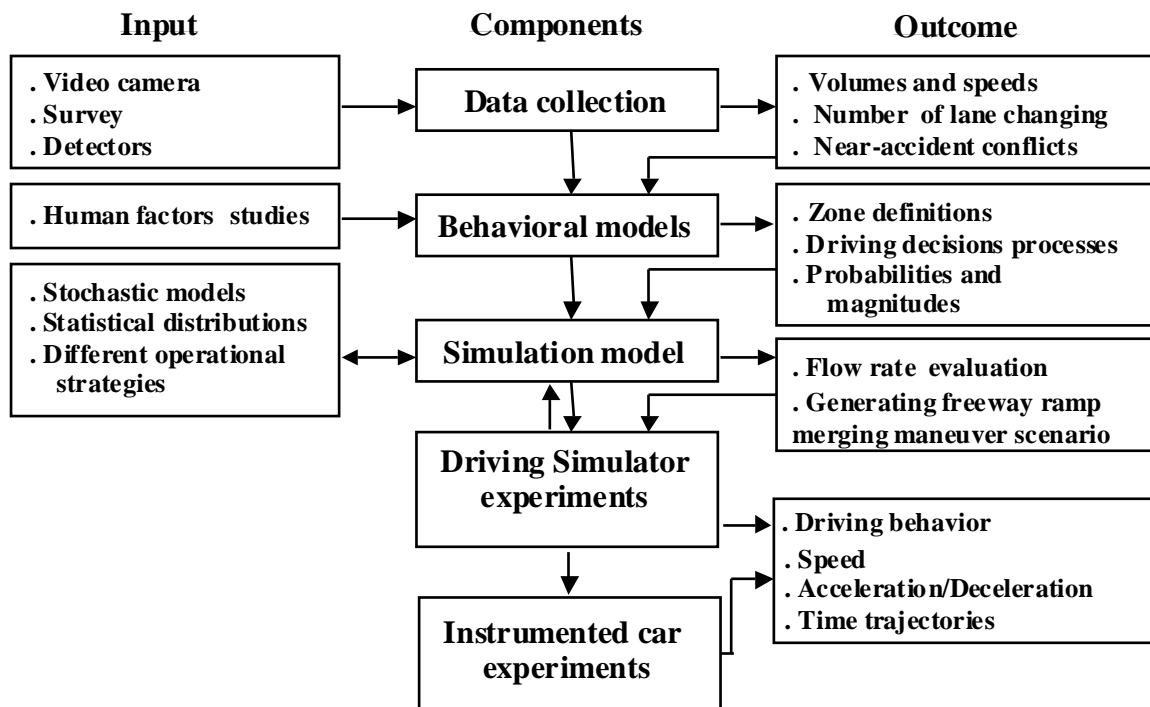 Input
Components
Outcome
. Video camera
. Survey
. Detectors
Data collection
. Volumes and speeds
. Number of lane changing
. Near-accident conflicts
. Human factors studies
Behavioral models
. Zone definitions
. Driving decisions processes
. Probabilities and
magnitudes
. Stochastic models
. Statistical distributions
. Different operational
strategies
Simulation model
. Flow rate evaluation
. Generating freeway ramp
merging maneuver scenario
Driving Simulator
experiments
. Driving behavior
. Speed
. Acceleration/Deceleration
. Time trajectories
Instrumented car
experiments